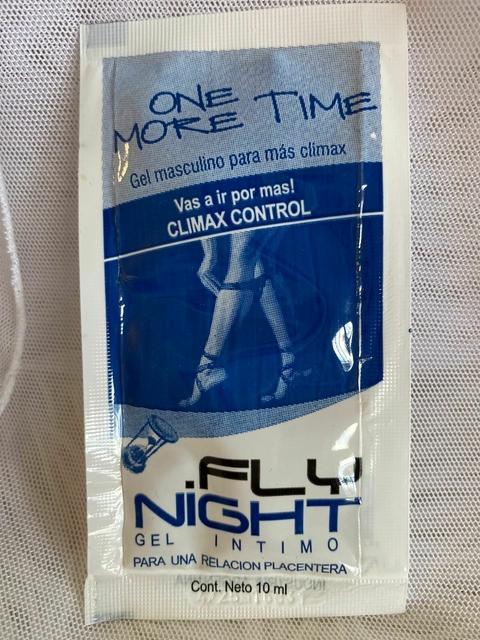 ONE
MORE TIME
Gel masculino para más climax
Vas a ir por mas!
CLIMAX CONTROL
FLY
NiGHT
GEL INTIMO
PARA UNA RELACION PLACENTERA
Cont. Neto 10 ml